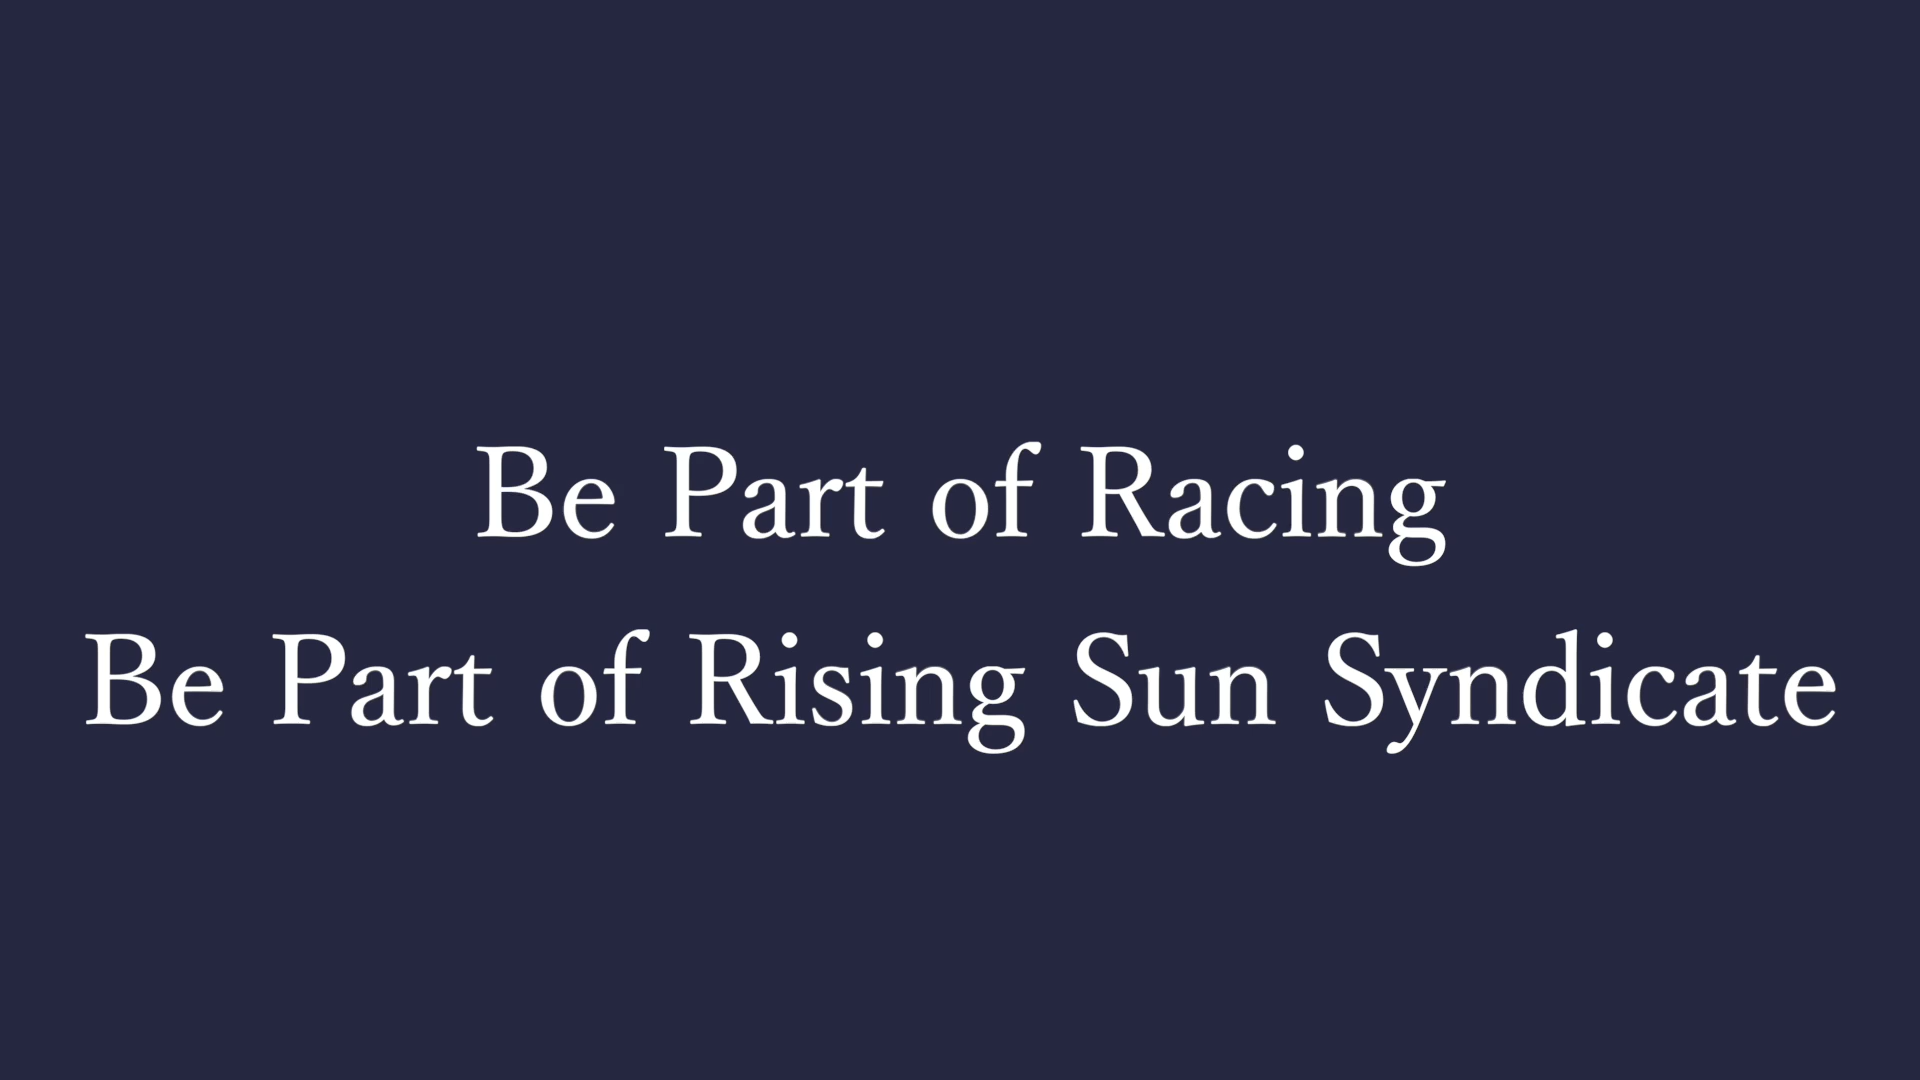 Be Part of Racing
Be Part of Rising Sun Syndicate